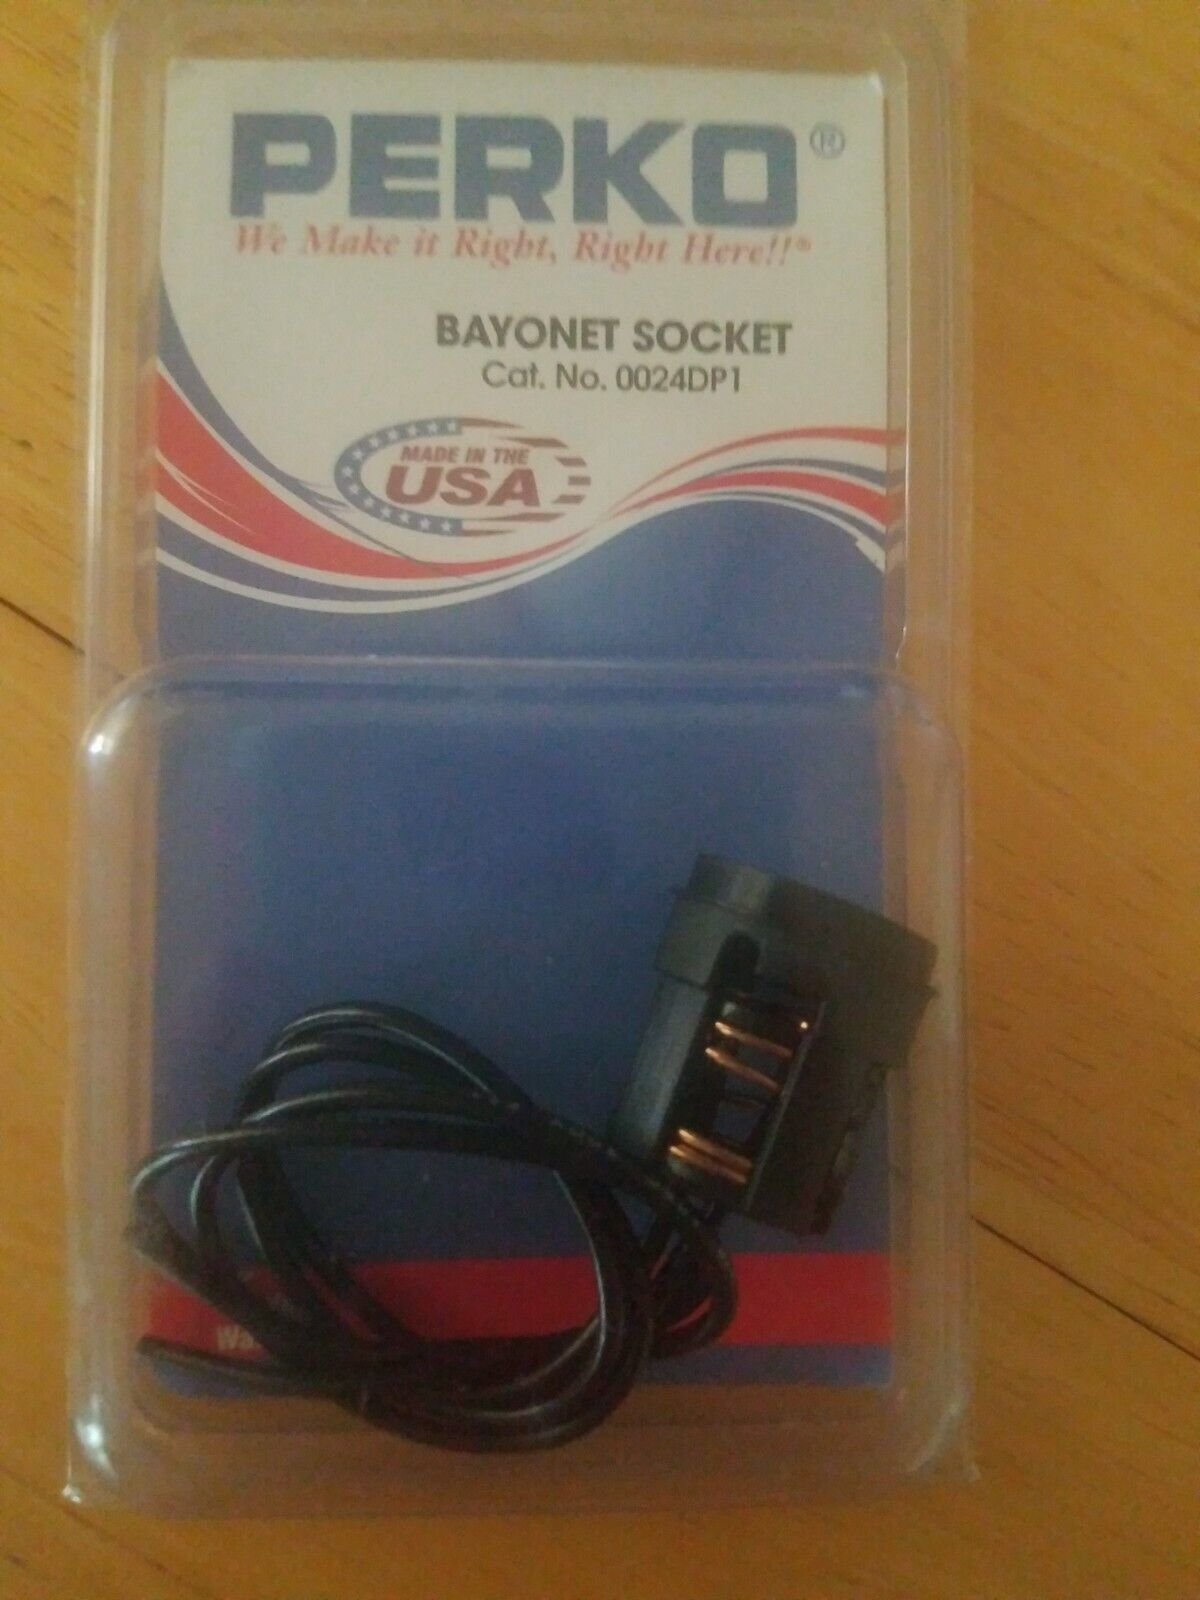 PERKO®
We Make it Right, Right Here!!®
BAYONET SOCKET
Cat. No. 0024DP1
MADE IN THE
USA